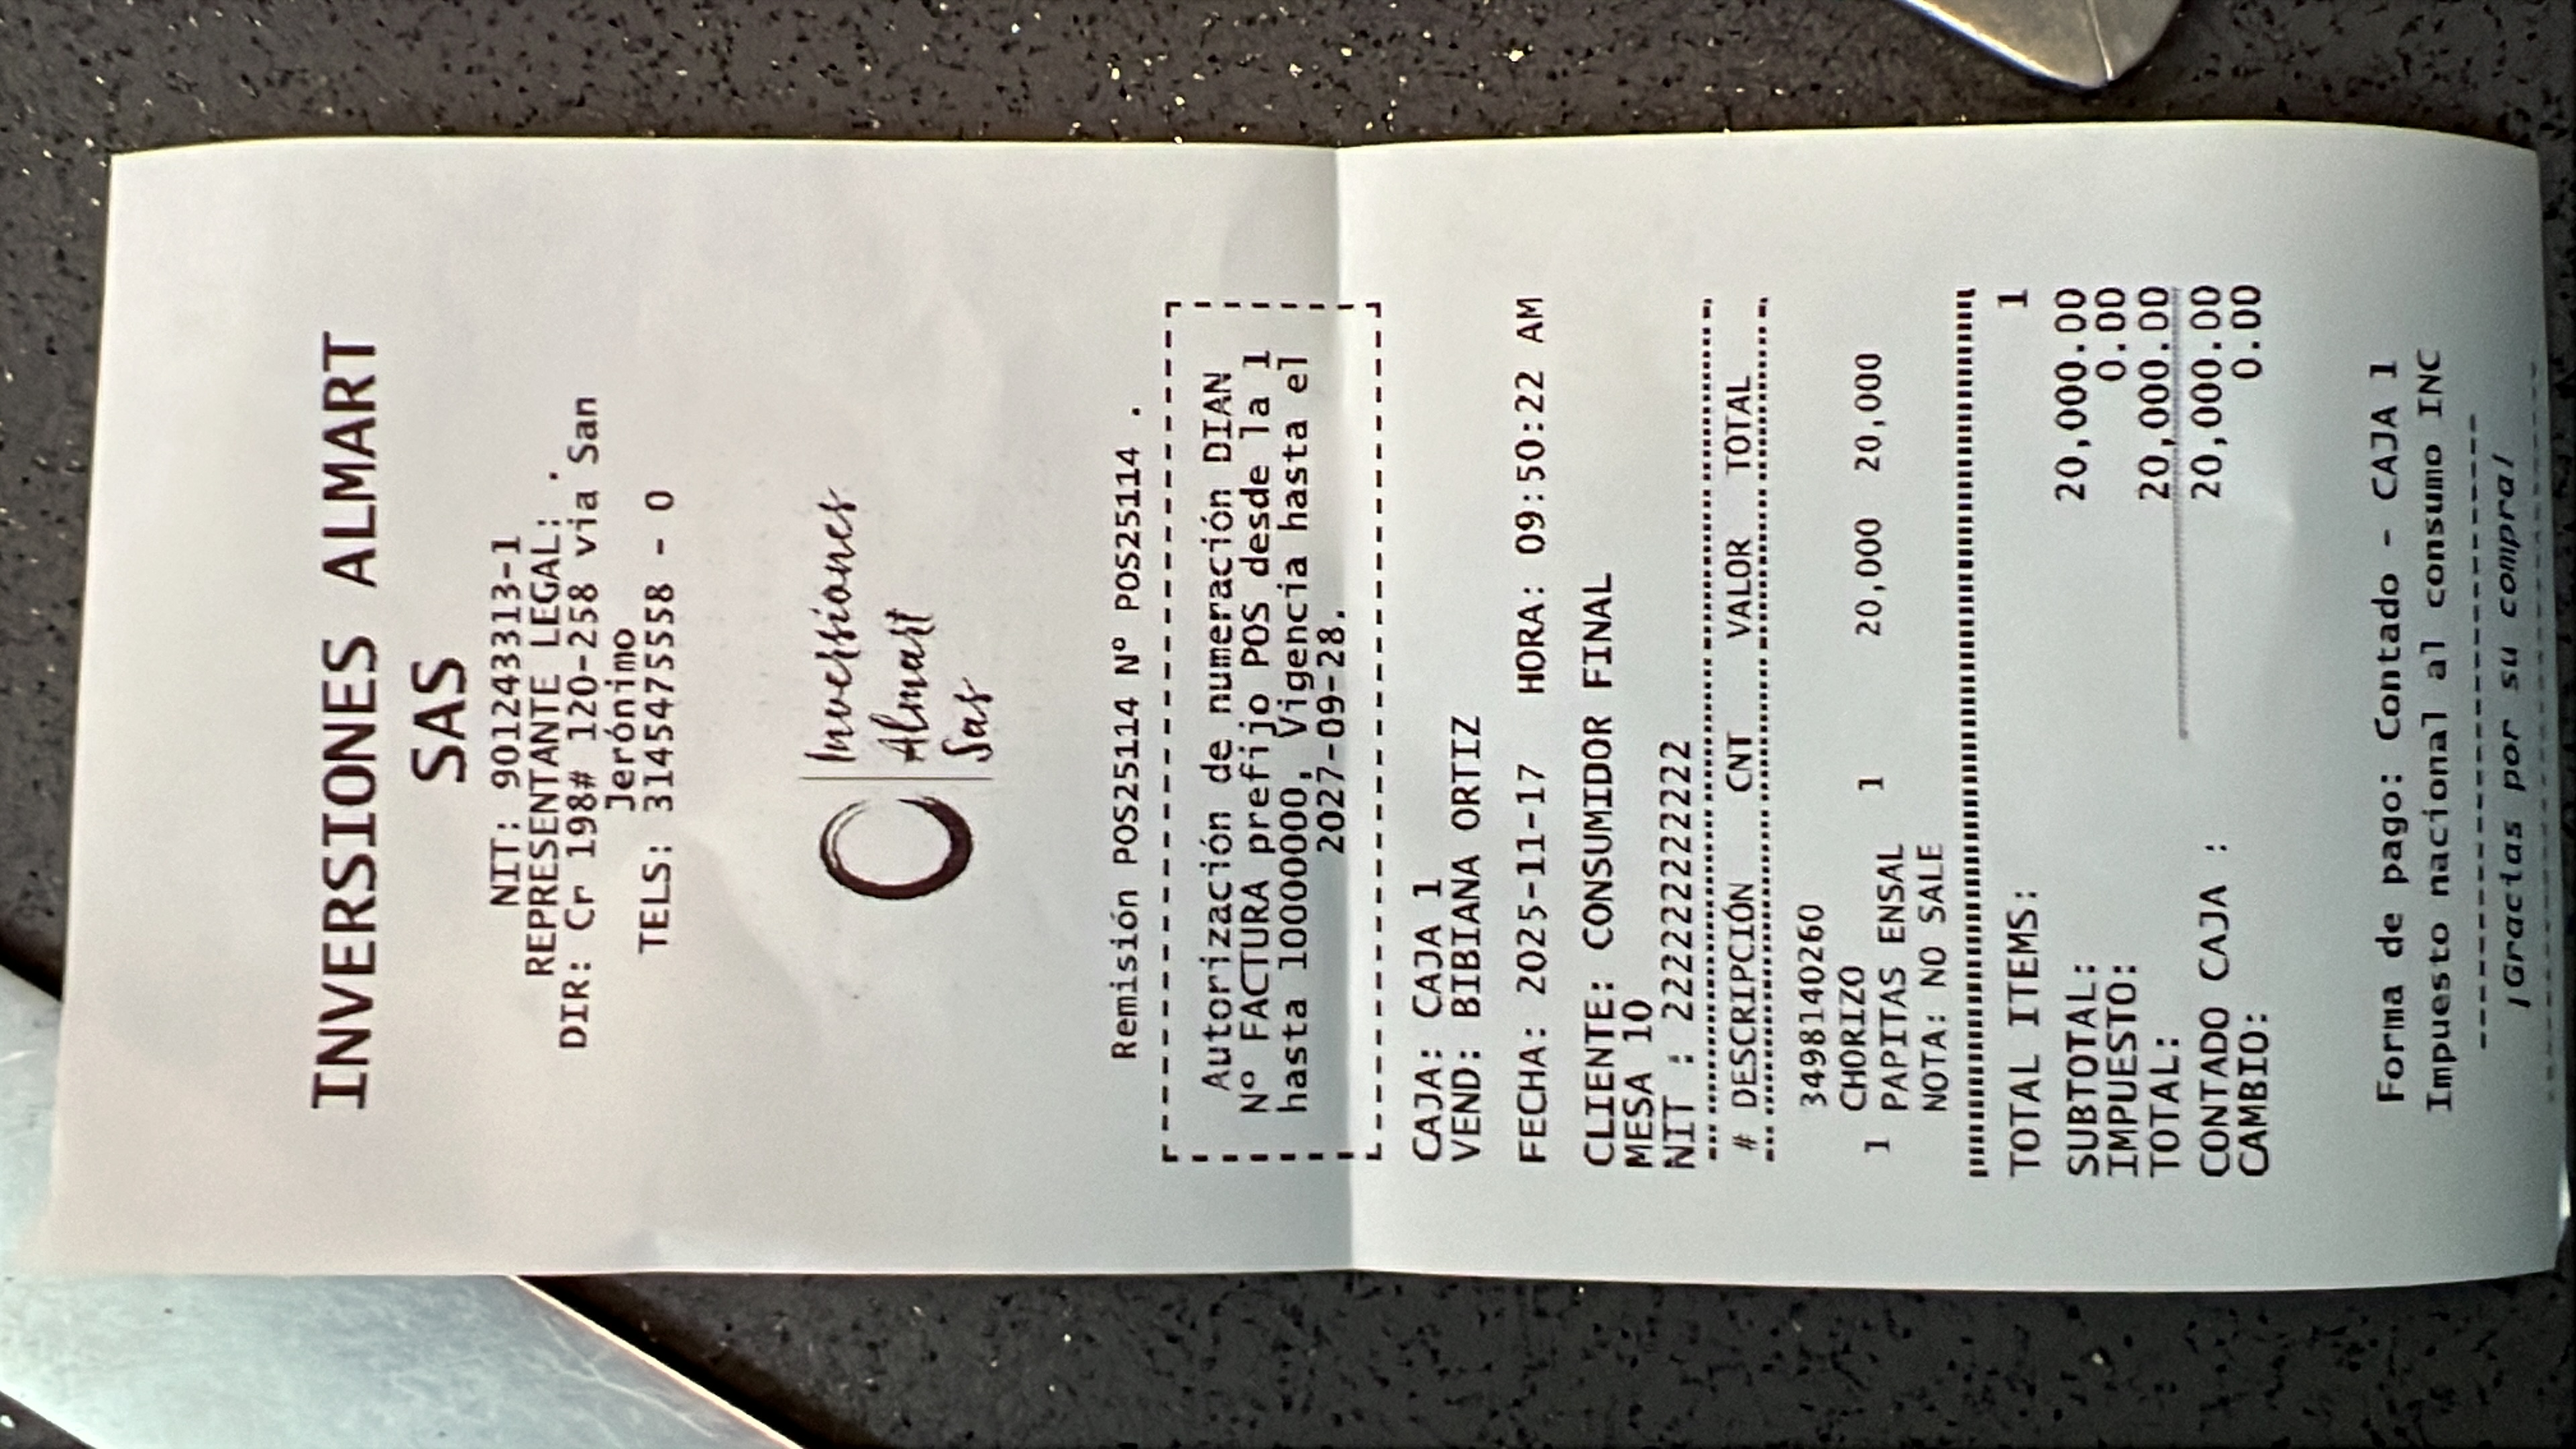 INVERSIONES ALMART
SAS
NIT: 901243313-1
REPRESENTANTE LEGAL: .
DIR: Cr 198# 120-258 via San
Jerónimo
TELS: 3145475558 - 0
Inversiones
Almart
Sas
Remisión POS25114 Nº POS25114 .
Autorización de numeración DIAN
Nº FACTURA prefijo POS desde la 1
hasta 10000000, Vigencia hasta el
2027-09-28.
CAJA: CAJA 1
VEND: BIBIANA ORTIZ
FECHA: 2025-11-17 HORA: 09:50:22 AM
CLIENTE: CONSUMIDOR FINAL
MESA 10
NIT : 222222222222
# DESCRIPCIÓN CNT VALOR TOTAL
3498140260
CHORIZO
1 PAPITAS ENSAL 1 20,000 20,000
NOTA: NO SALE
TOTAL ITEMS: 1
SUBTOTAL: 20,000.00
IMPUESTO: 0.00
TOTAL: 20,000.00
CONTADO CAJA : 20,000.00
CAMBIO: 0.00
Forma de pago: Contado - CAJA 1
Impuesto nacional al consumo INC
¡Gracias por su compra!